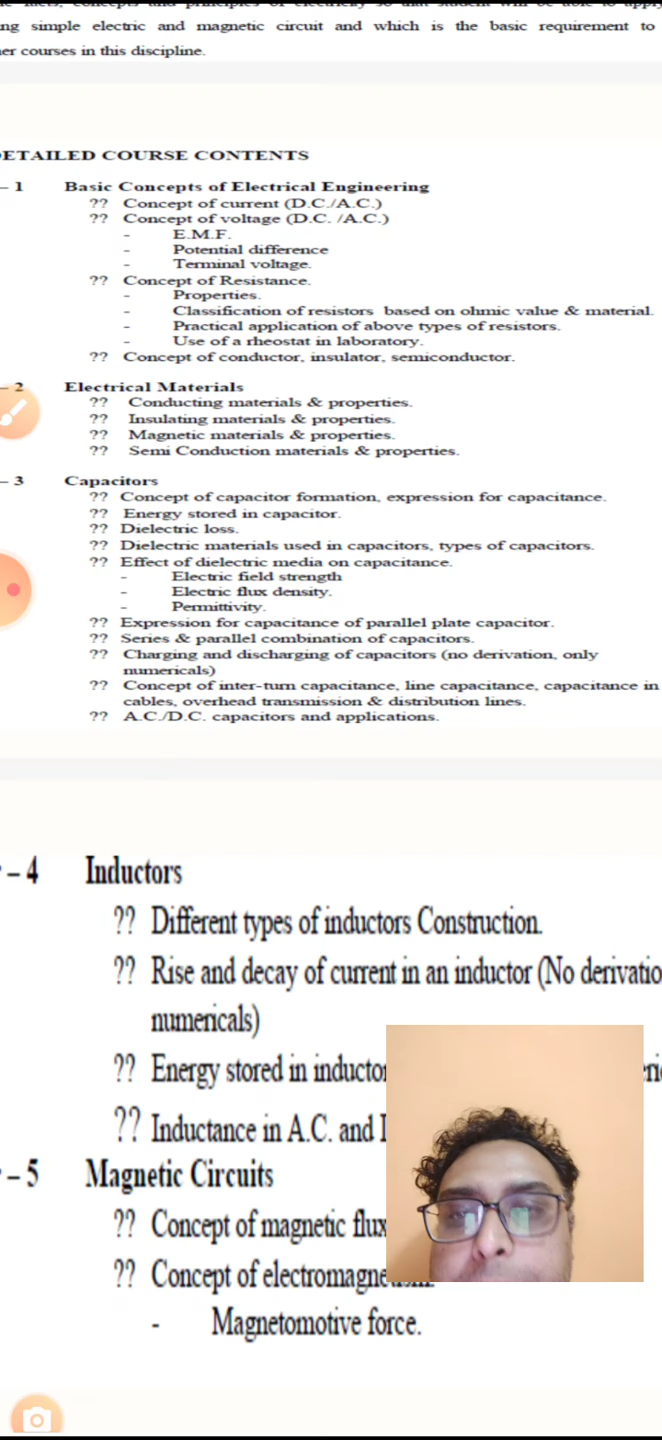 ng simple electric and magnetic circuit and which is the basic requirement to
er courses in this discipline.
ETAILED COURSE CONTENTS
– 1 Basic Concepts of Electrical Engineering
?? Concept of current (D.C./A.C.)
?? Concept of voltage (D.C. /A.C.)
- E.M.F.
- Potential difference
- Terminal voltage.
?? Concept of Resistance.
- Properties.
- Classification of resistors based on ohmic value & material.
- Practical application of above types of resistors.
- Use of a rheostat in laboratory.
?? Concept of conductor, insulator, semiconductor.
– 2 Electrical Materials
?? Conducting materials & properties.
?? Insulating materials & properties.
?? Magnetic materials & properties.
?? Semi Conduction materials & properties.
– 3 Capacitors
?? Concept of capacitor formation, expression for capacitance.
?? Energy stored in capacitor.
?? Dielectric loss.
?? Dielectric materials used in capacitors, types of capacitors.
?? Effect of dielectric media on capacitance.
- Electric field strength
- Electric flux density.
- Permittivity.
?? Expression for capacitance of parallel plate capacitor.
?? Series & parallel combination of capacitors.
?? Charging and discharging of capacitors (no derivation, only
numericals)
?? Concept of inter-turn capacitance, line capacitance, capacitance in
cables, overhead transmission & distribution lines.
?? A.C./D.C. capacitors and applications.
– 4 Inductors
?? Different types of inductors Construction.
?? Rise and decay of current in an inductor (No derivatio
numericals)
?? Energy stored in inductor
?? Inductance in A.C. and
– 5 Magnetic Circuits
?? Concept of magnetic flux
?? Concept of electromagne
- Magnetomotive force.